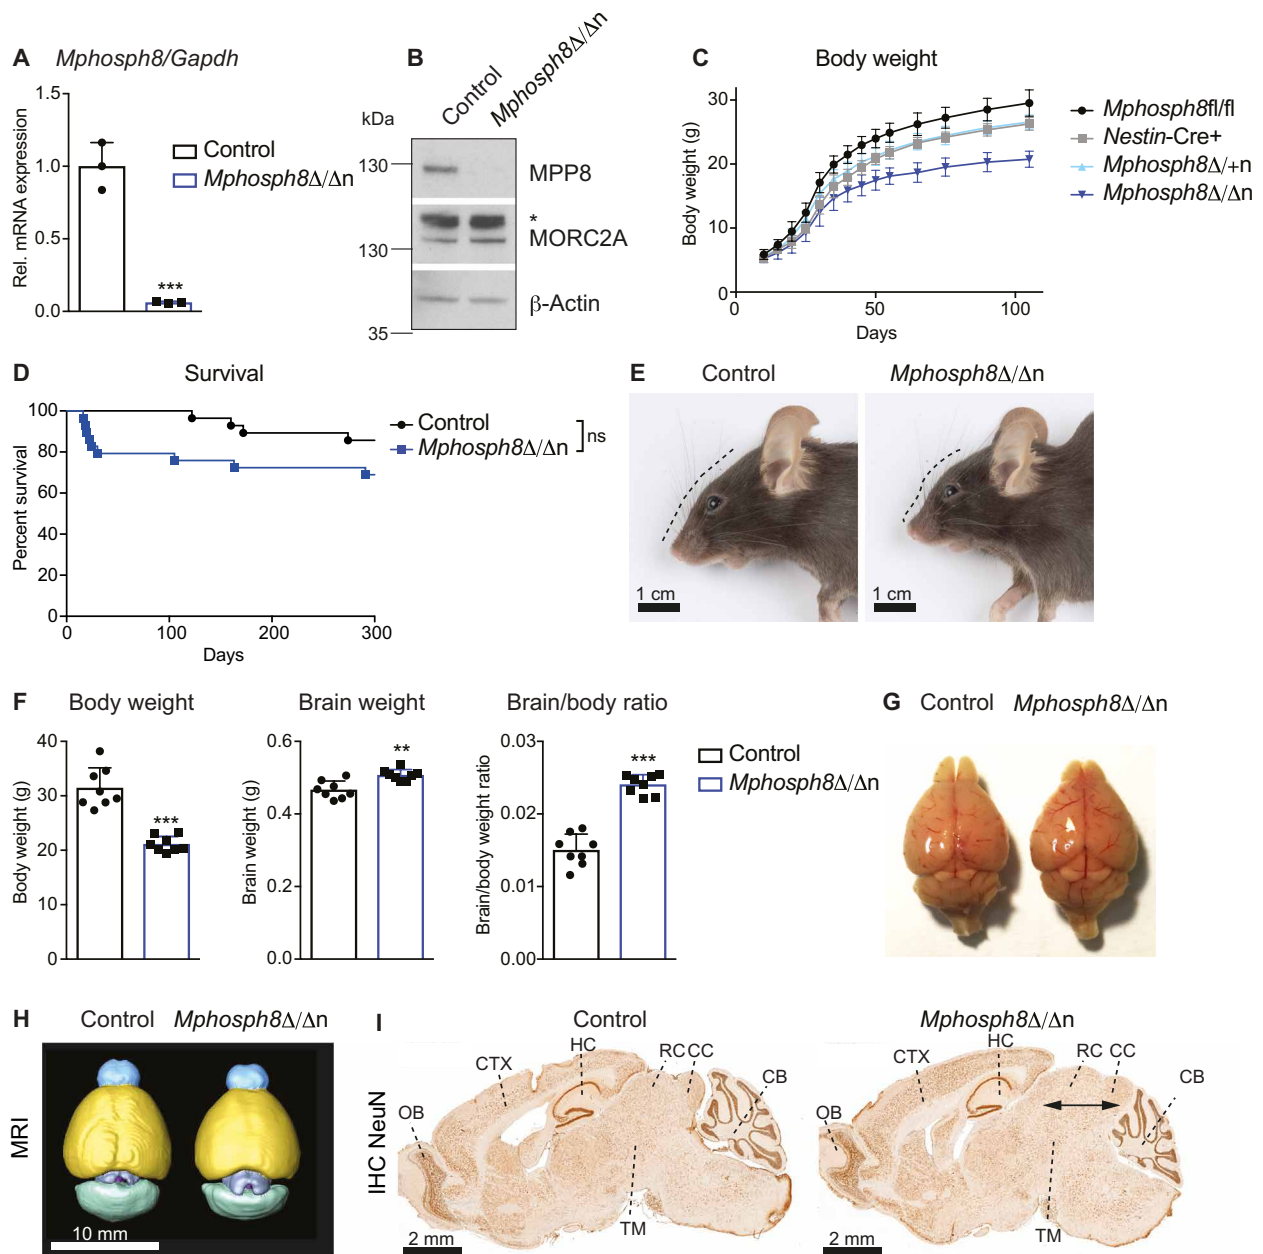 A Mphosph8/Gapdh
Rel. mRNA expression
1.5
1.0
0.5
0.0
***
Control
Mphosph8Δ/Δn
B
Control
Mphosph8Δ/Δn
kDa
130
130
35
MPP8
*
MORC2A
β-Actin
C Body weight
Body weight (g)
30
20
10
0
0 50 100
Days
Mphosph8fl/fl
Nestin-Cre+
Mphosph8Δ/+n
Mphosph8Δ/Δn
D Survival
Percent survival
100
80
60
40
20
0
0 100 200 300
Days
Control
Mphosph8Δ/Δn
ns
E Control Mphosph8Δ/Δn
1 cm 1 cm
F Body weight
Body weight (g)
40
30
20
10
0
***
Brain weight
Brain weight (g)
0.6
0.4
0.2
0.0
**
Brain/body ratio
Brain/body weight ratio
0.03
0.02
0.01
0.00
***
Control
Mphosph8Δ/Δn
G Control Mphosph8Δ/Δn
H Control Mphosph8Δ/Δn
MRI
10 mm
I Control Mphosph8Δ/Δn
IHC NeuN
OB
CTX
HC
RC CC
CB
TM
2 mm
OB
CTX
HC
RC CC
CB
TM
2 mm